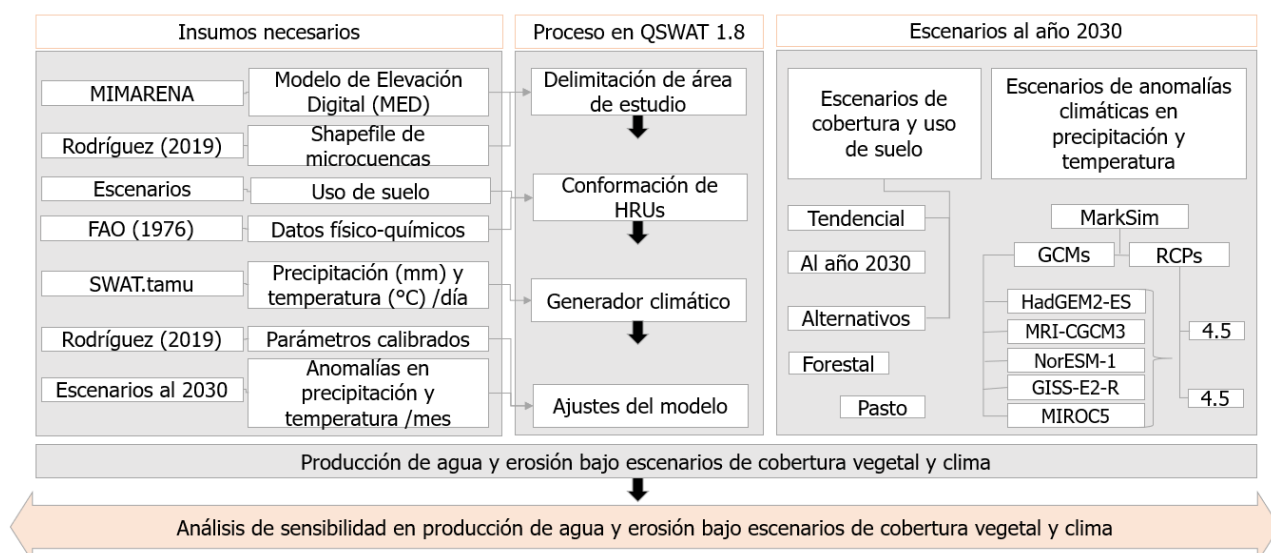 Insumos necesarios
Proceso en QSWAT 1.8
Escenarios al año 2030
MIMARENA
Modelo de Elevación
Digital (MED)
Rodríguez (2019)
Shapefile de
microcuencas
Escenarios
Uso de suelo
FAO (1976)
Datos físico-químicos
SWAT.tamu
Precipitación (mm) y
temperatura (°C) /día
Rodríguez (2019)
Parámetros calibrados
Escenarios al 2030
Anomalías en
precipitación y
temperatura /mes
Delimitación de área
de estudio
Conformación de
HRUs
Generador climático
Ajustes del modelo
Escenarios de
cobertura y uso
de suelo
Tendencial
Al año 2030
Alternativos
Forestal
Pasto
Escenarios de anomalías
climáticas en
precipitación y
temperatura
MarkSim
GCMs
RCPs
HadGEM2-ES
MRI-CGCM3
NorESM-1
GISS-E2-R
MIROC5
4.5
4.5
Producción de agua y erosión bajo escenarios de cobertura vegetal y clima
Análisis de sensibilidad en producción de agua y erosión bajo escenarios de cobertura vegetal y clima